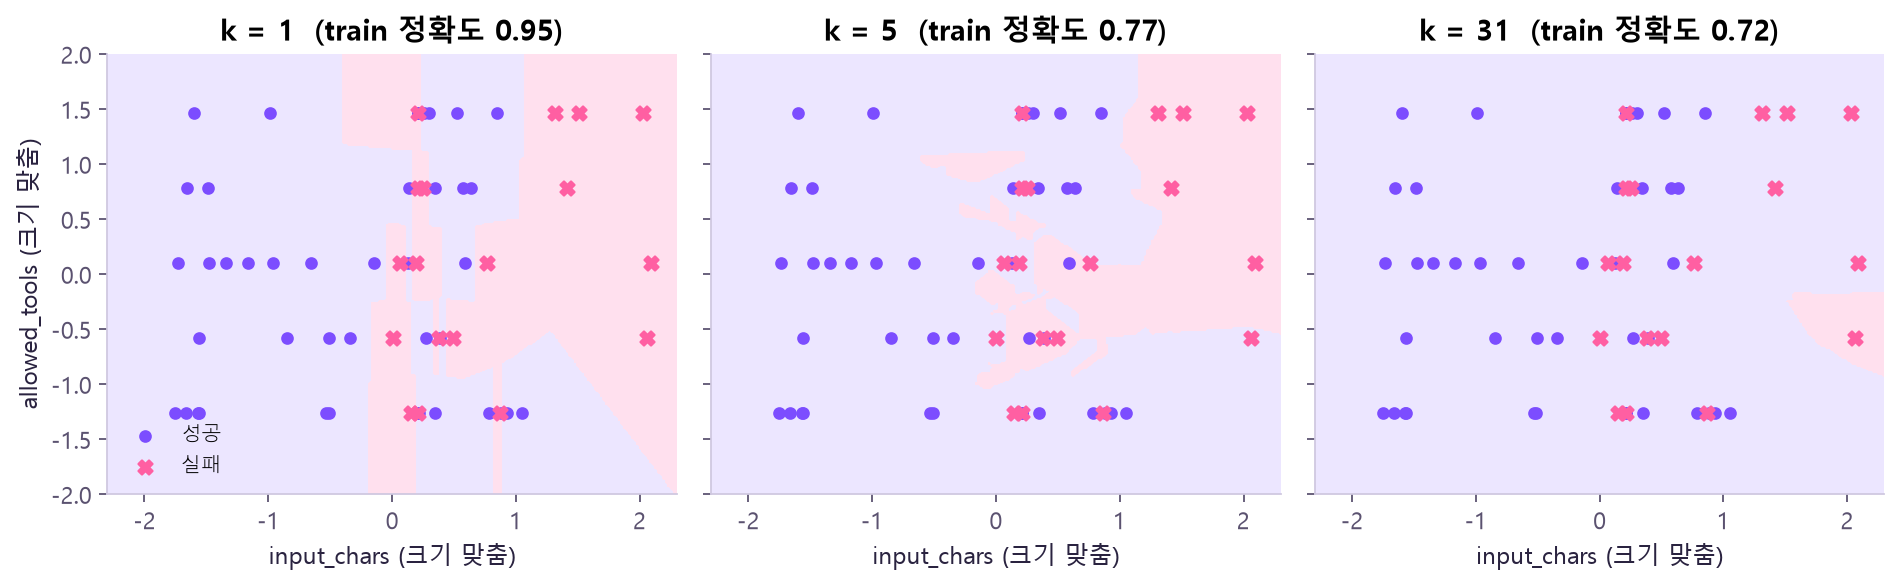 k = 1 (train 정확도 0.95)
k = 5 (train 정확도 0.77)
k = 31 (train 정확도 0.72)
allowed_tools (크기 맞춤)
2.0
1.5
1.0
0.5
0.0
-0.5
-1.0
-1.5
-2.0
성공
실패
-2 -1 0 1 2
-2 -1 0 1 2
-2 -1 0 1 2
input_chars (크기 맞춤)
input_chars (크기 맞춤)
input_chars (크기 맞춤)